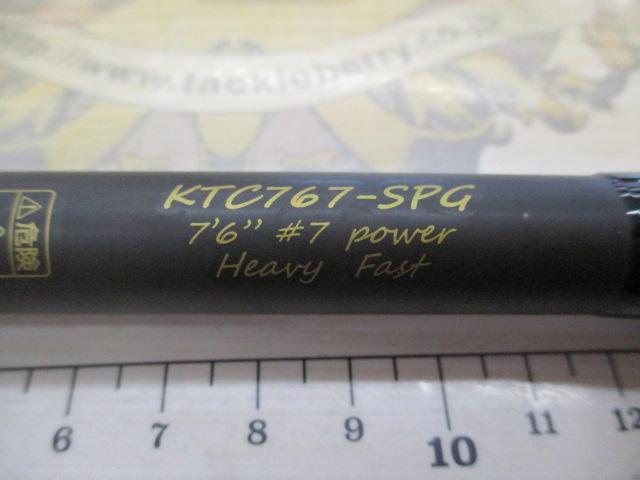 http://www.tackleberry.co.jp
KTC767-SPG
7'6" #7 power
Heavy Fast
⚠危険
6 7 8 9 10 11 12